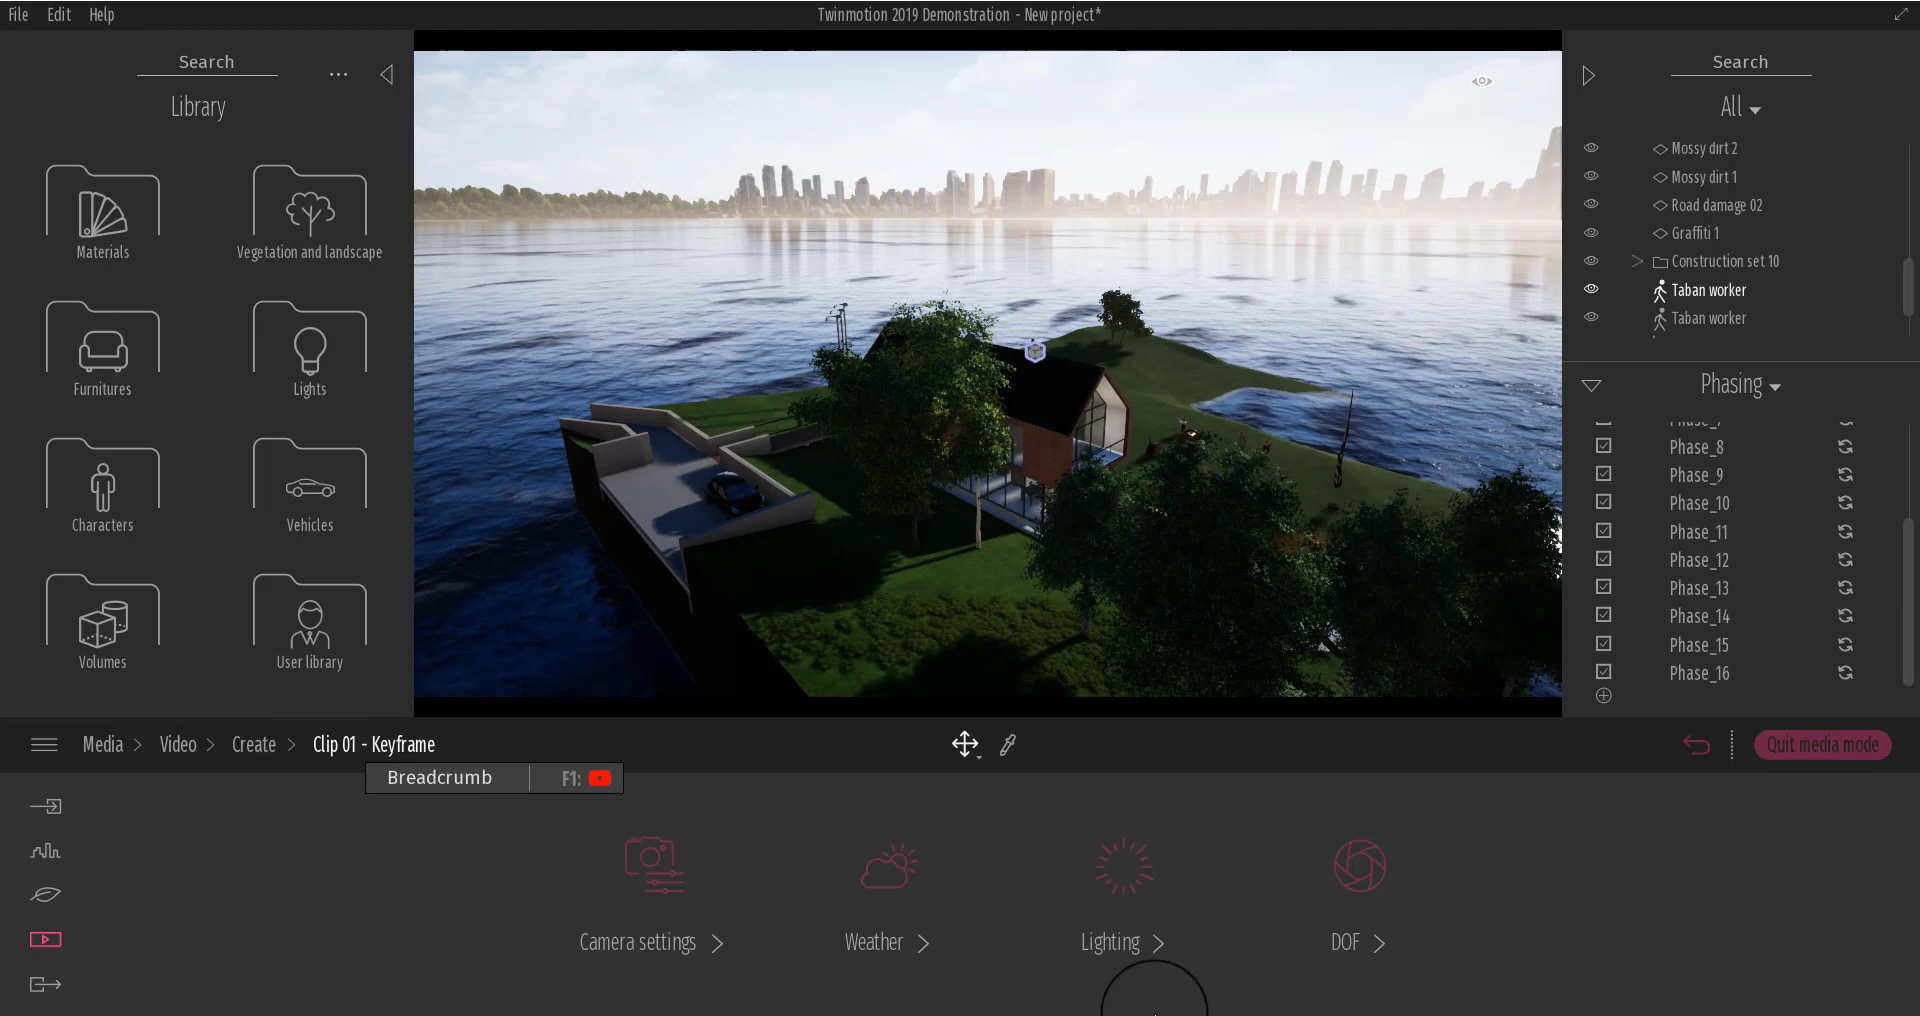 File Edit Help
Twinmotion 2019 Demonstration - New project*
Search
Library
Materials
Vegetation and landscape
Furnitures
Lights
Characters
Vehicles
Volumes
User library
Search
All
Mossy dirt 2
Mossy dirt 1
Road damage 02
Graffiti 1
Construction set 10
Taban worker
Taban worker
Phasing
Phase_8
Phase_9
Phase_10
Phase_11
Phase_12
Phase_13
Phase_14
Phase_15
Phase_16
Media > Video > Create > Clip 01 - Keyframe
Quit media mode
Breadcrumb F1:
Camera settings
Weather
Lighting
DOF